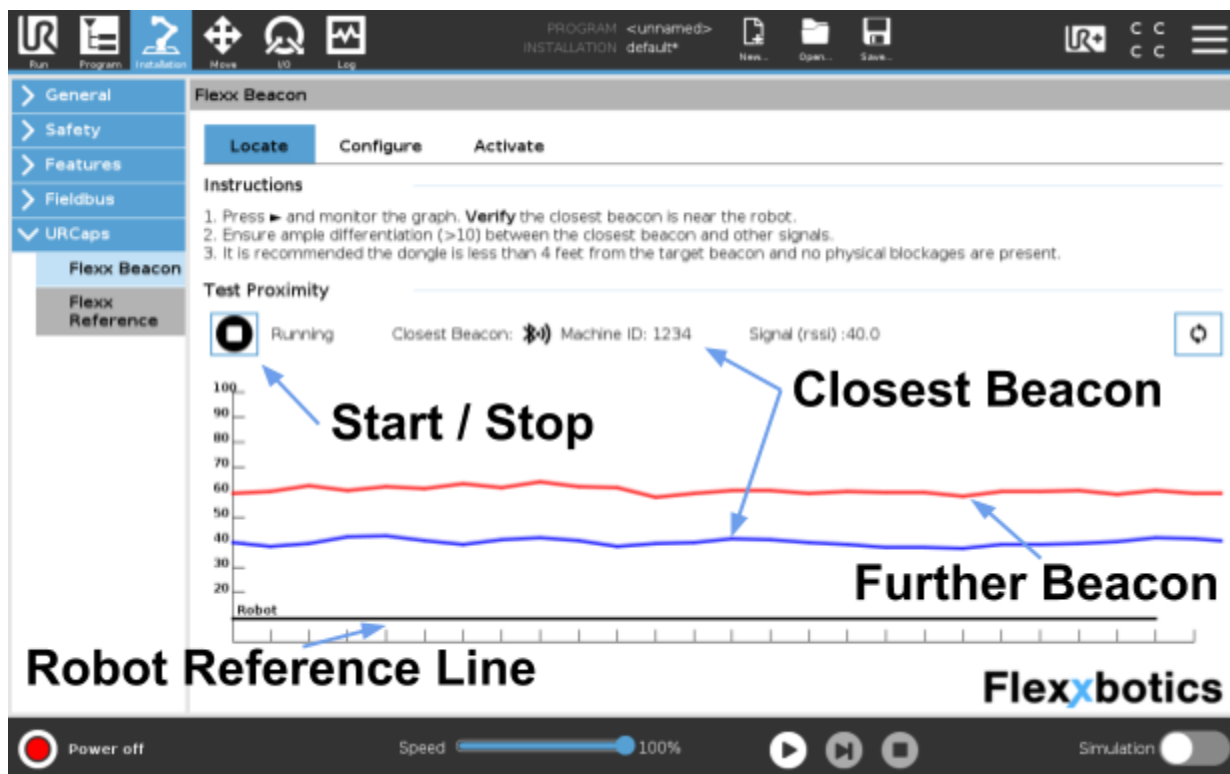 PROGRAM <unnamed>
INSTALLATION default*
Run Program Installation Move I/O Log New... Open... Save...
UR+
C C
C C
General
Safety
Features
Fieldbus
URCaps
Flexx Beacon
Flexx
Reference
Flexx Beacon
Locate Configure Activate
Instructions
1. Press ► and monitor the graph. Verify the closest beacon is near the robot.
2. Ensure ample differentiation (>10) between the closest beacon and other signals.
3. It is recommended the dongle is less than 4 feet from the target beacon and no physical blockages are present.
Test Proximity
Running Closest Beacon: Machine ID: 1234 Signal (rssi) :40.0
Closest Beacon
Start / Stop
100
90
80
70
60
50
40
30
20
Further Beacon
Robot
Robot Reference Line
Flexxbotics
Power off Speed 100% Simulation